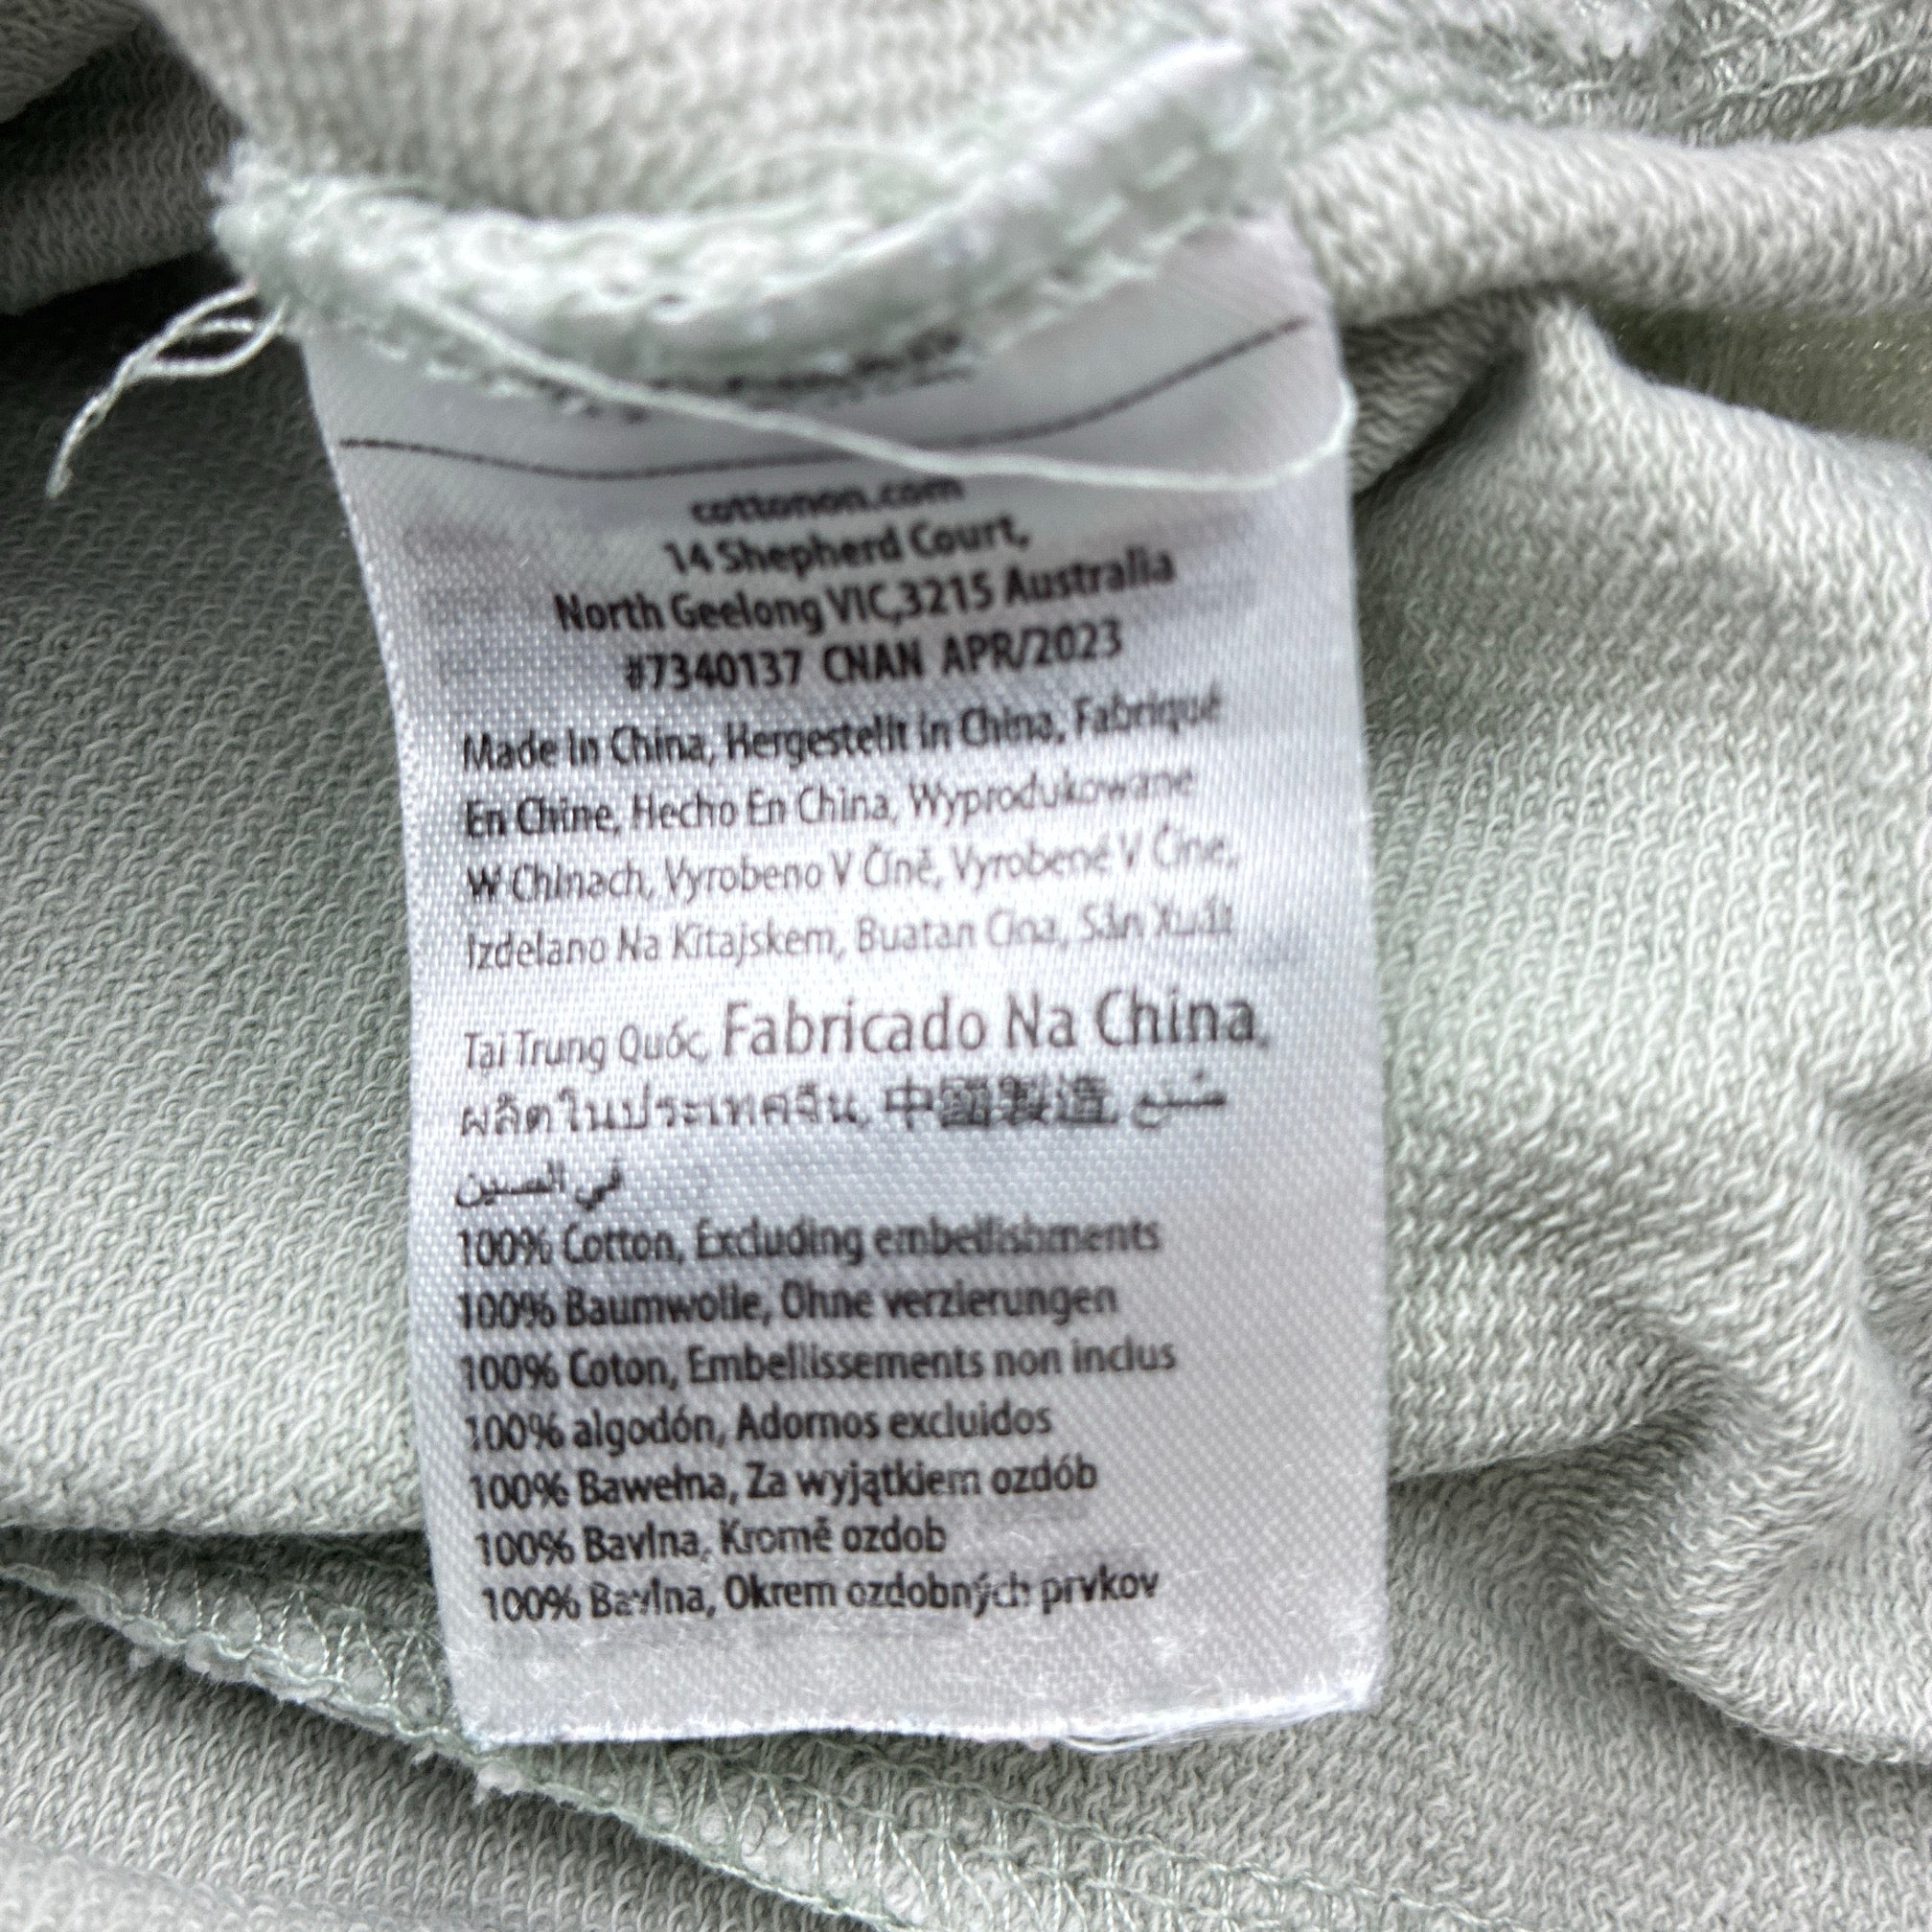 cottonon.com
14 Shepherd Court,
North Geelong VIC,3215 Australia
#7340137 CNAN APR/2023
Made In China, Hergestellt in China, Fabriqué
En Chine, Hecho En China, Wyprodukowane
W Chinach, Vyrobeno V Číně, Vyrobené V Číne,
Izdelano Na Kitajskem, Buatan Cina, Sản Xuất
Tai Trung Quốc, Fabricado Na China,
ผลิตในประเทศจีน, 中國製造, صُنع
في الصين
100% Cotton, Excluding embellishments
100% Baumwolle, Ohne verzierungen
100% Coton, Embellissements non inclus
100% algodón, Adornos excluidos
100% Bawełna, Za wyjątkiem ozdób
100% Bavlna, Kromě ozdob
100% Bavlna, Okrem ozdobných prvkov